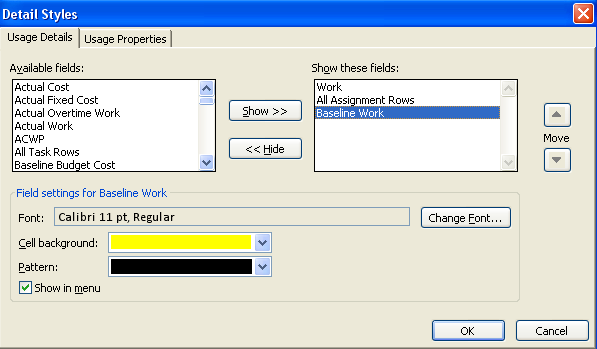 Detail Styles
Usage Details Usage Properties
Available fields: Show these fields:
Actual Cost
Actual Fixed Cost
Actual Overtime Work
Actual Work
ACWP
All Task Rows
Baseline Budget Cost
Show >>
<< Hide
Work
All Assignment Rows
Baseline Work
Move
Field settings for Baseline Work
Font: Calibri 11 pt, Regular Change Font...
Cell background:
Pattern:
Show in menu
OK Cancel